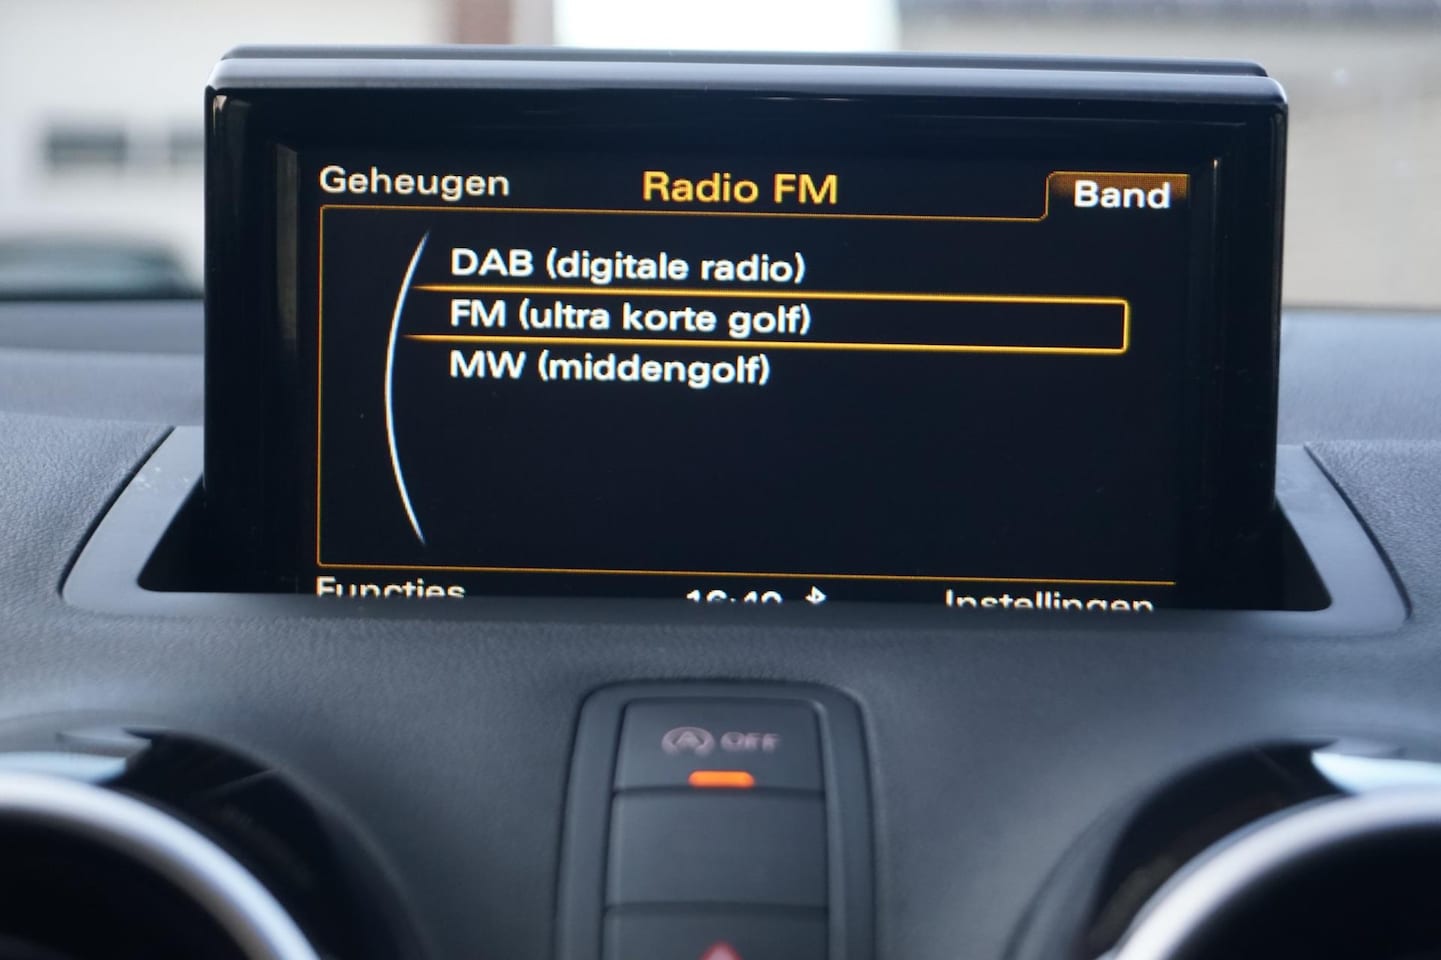 Geheugen Radio FM Band
DAB (digitale radio)
FM (ultra korte golf)
MW (middengolf)
Functies Instellingen
A OFF